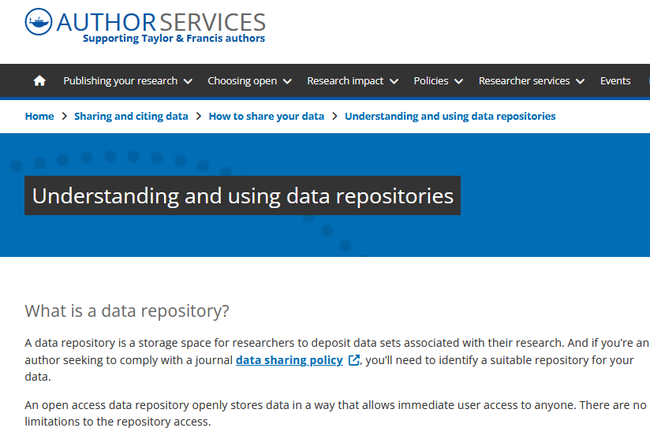 AUTHOR SERVICES
Supporting Taylor & Francis authors
Publishing your research Choosing open Research impact Policies Researcher services Events
Home > Sharing and citing data > How to share your data > Understanding and using data repositories
Understanding and using data repositories
What is a data repository?
A data repository is a storage space for researchers to deposit data sets associated with their research. And if you’re an
author seeking to comply with a journal data sharing policy, you’ll need to identify a suitable repository for your
data.
An open access data repository openly stores data in a way that allows immediate user access to anyone. There are no
limitations to the repository access.